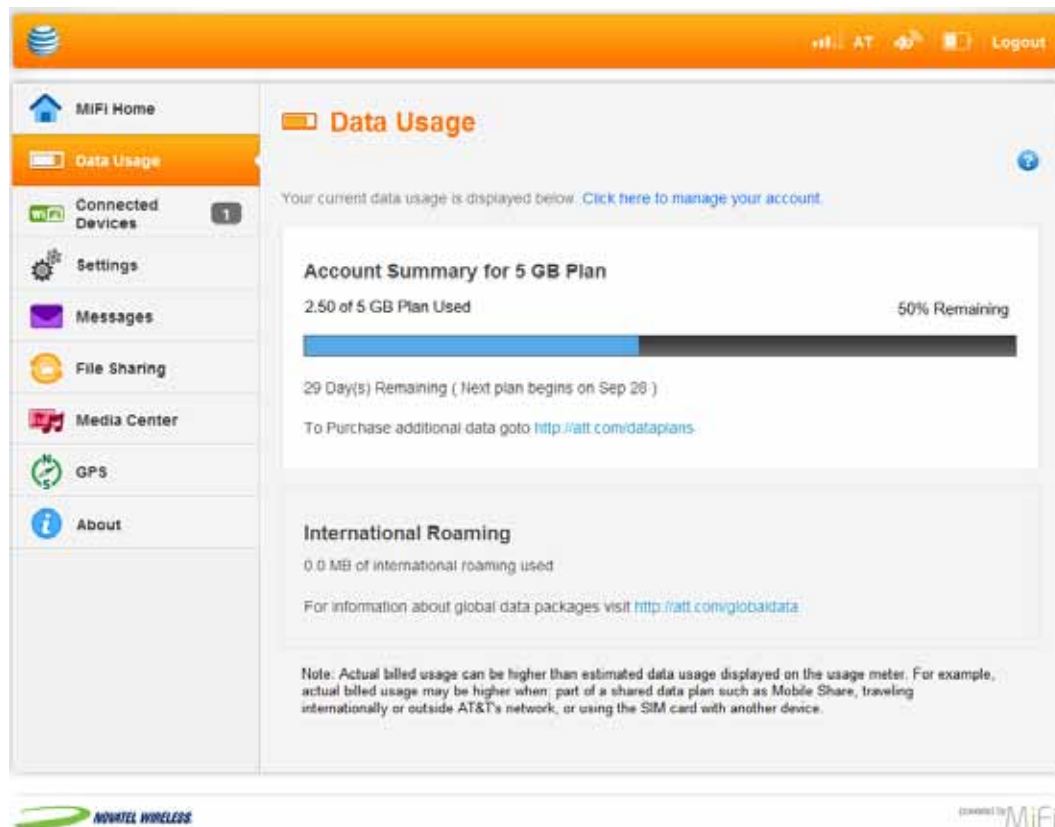 AT
4G
Logout
MiFi Home
Data Usage
WiFi
Connected
Devices
1
Settings
Messages
File Sharing
Media Center
N
S
GPS
i
About
Data Usage
?
Your current data usage is displayed below. Click here to manage your account.
Account Summary for 5 GB Plan
2.50 of 5 GB Plan Used
50% Remaining
29 Day(s) Remaining ( Next plan begins on Sep 28 )
To Purchase additional data goto http://att.com/dataplans
International Roaming
0.0 MB of international roaming used
For information about global data packages visit http://att.com/globaldata
Note: Actual billed usage can be higher than estimated data usage displayed on the usage meter. For example,
actual billed usage may be higher when: part of a shared data plan such as Mobile Share, traveling
internationally or outside AT&T's network, or using the SIM card with another device.
NOVATEL WIRELESS
powered by MiFi